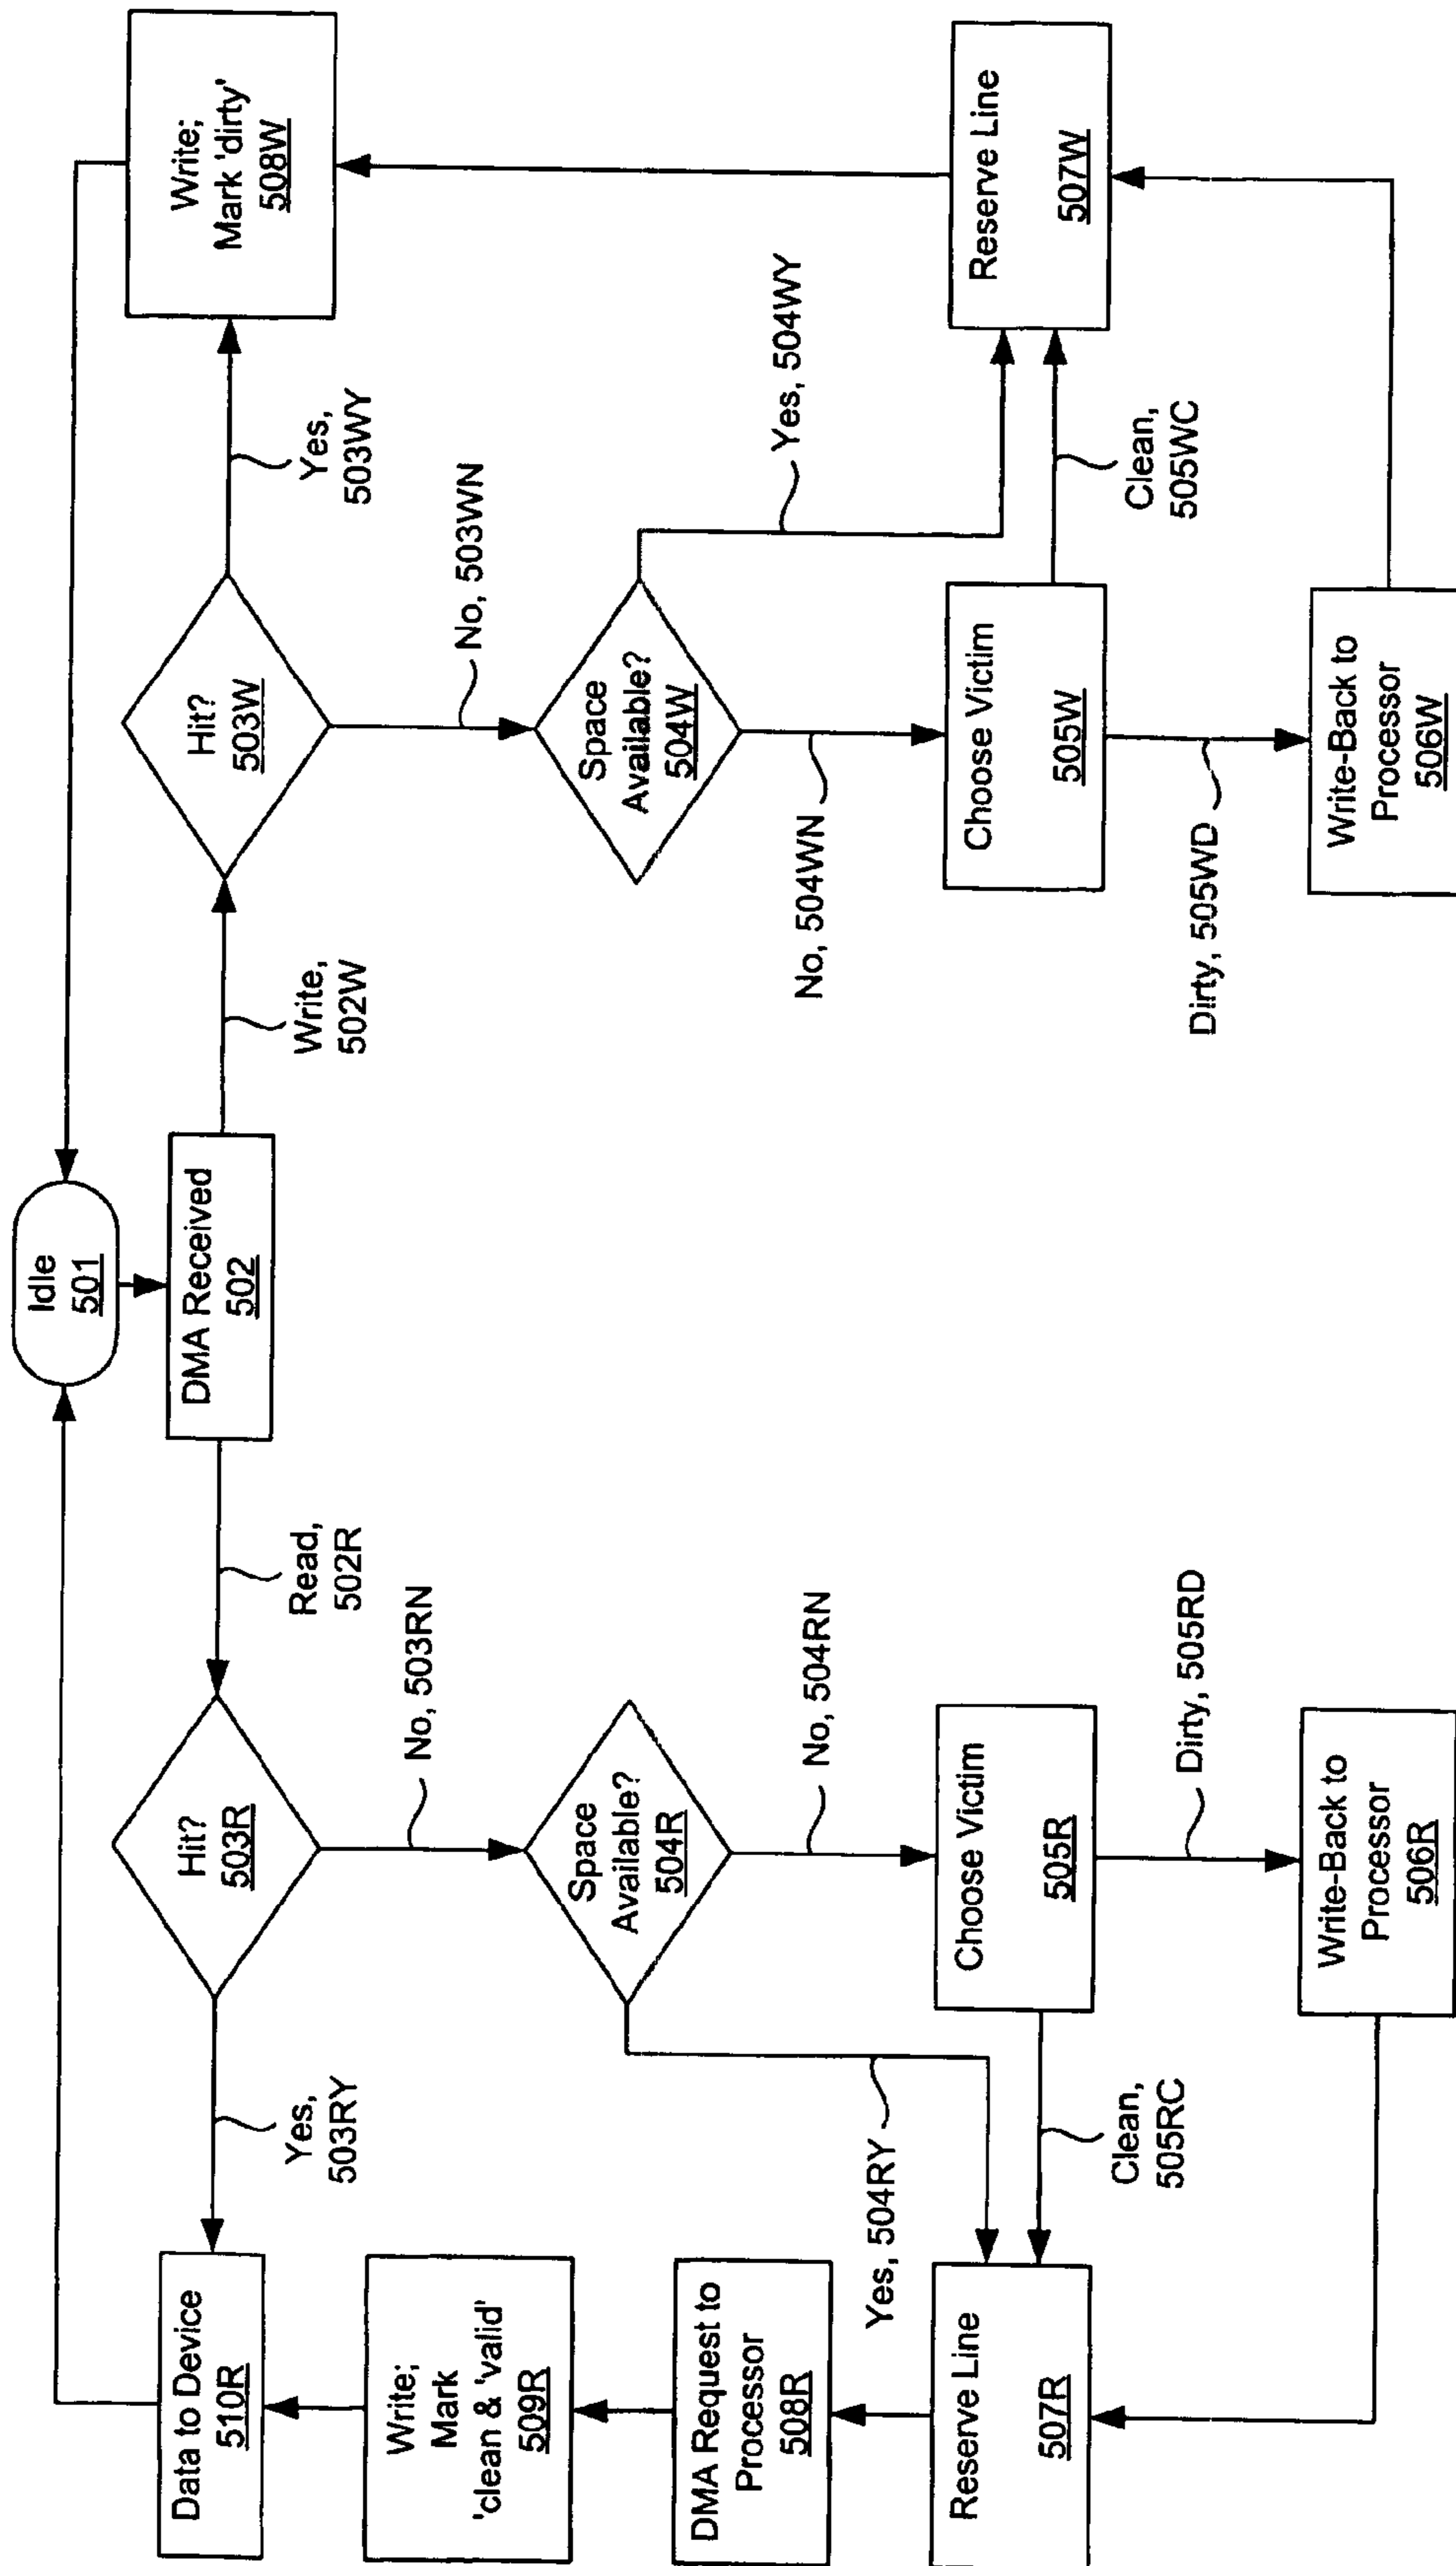 Idle
501
DMA Received
502
Read,
502R
Write,
502W
Hit?
503R
Yes,
503RY
No, 503RN
Space
Available?
504R
Yes, 504RY
No, 504RN
Choose Victim
505R
Clean,
505RC
Dirty, 505RD
Write-Back to
Processor
506R
Reserve Line
507R
DMA Request to
Processor
508R
Write;
Mark
'clean & 'valid'
509R
Data to Device
510R
Hit?
503W
Yes,
503WY
No, 503WN
Space
Available?
504W
Yes, 504WY
No, 504WN
Choose Victim
505W
Clean,
505WC
Dirty, 505WD
Write-Back to
Processor
506W
Reserve Line
507W
Write;
Mark 'dirty'
508W